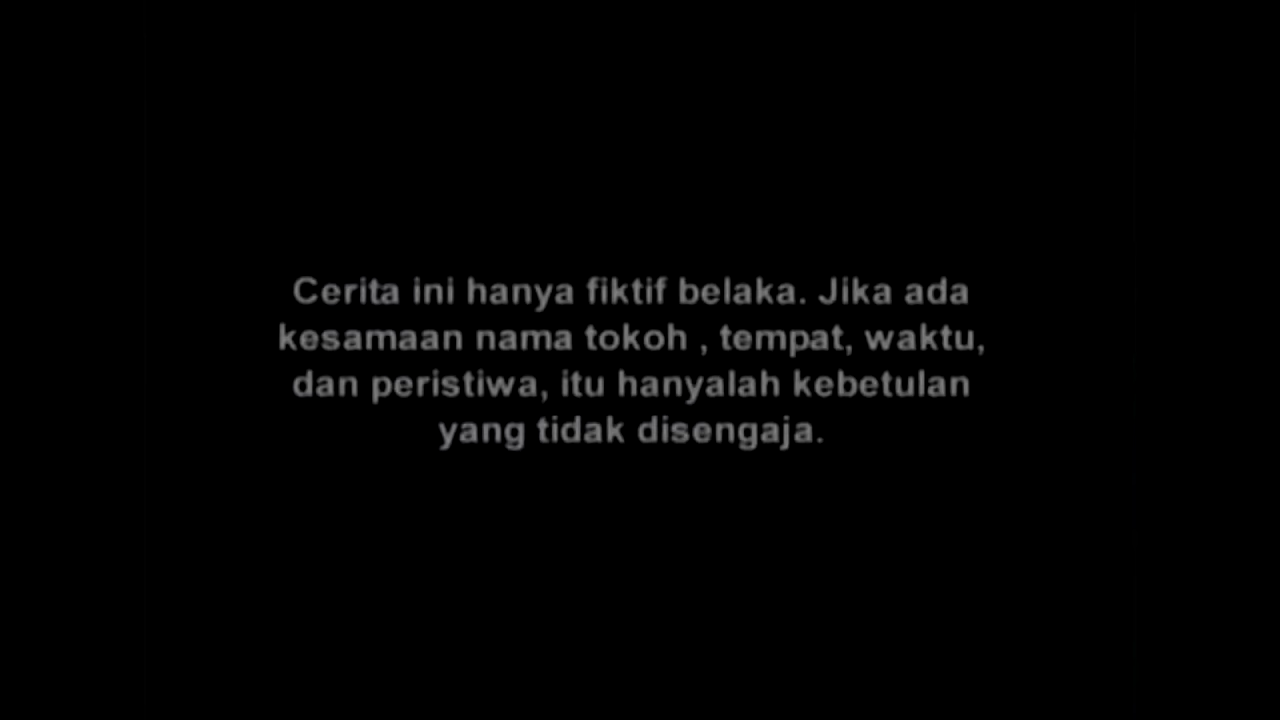 Cerita ini hanya fiktif belaka. Jika ada
kesamaan nama tokoh , tempat, waktu,
dan peristiwa, itu hanyalah kebetulan
yang tidak disengaja.